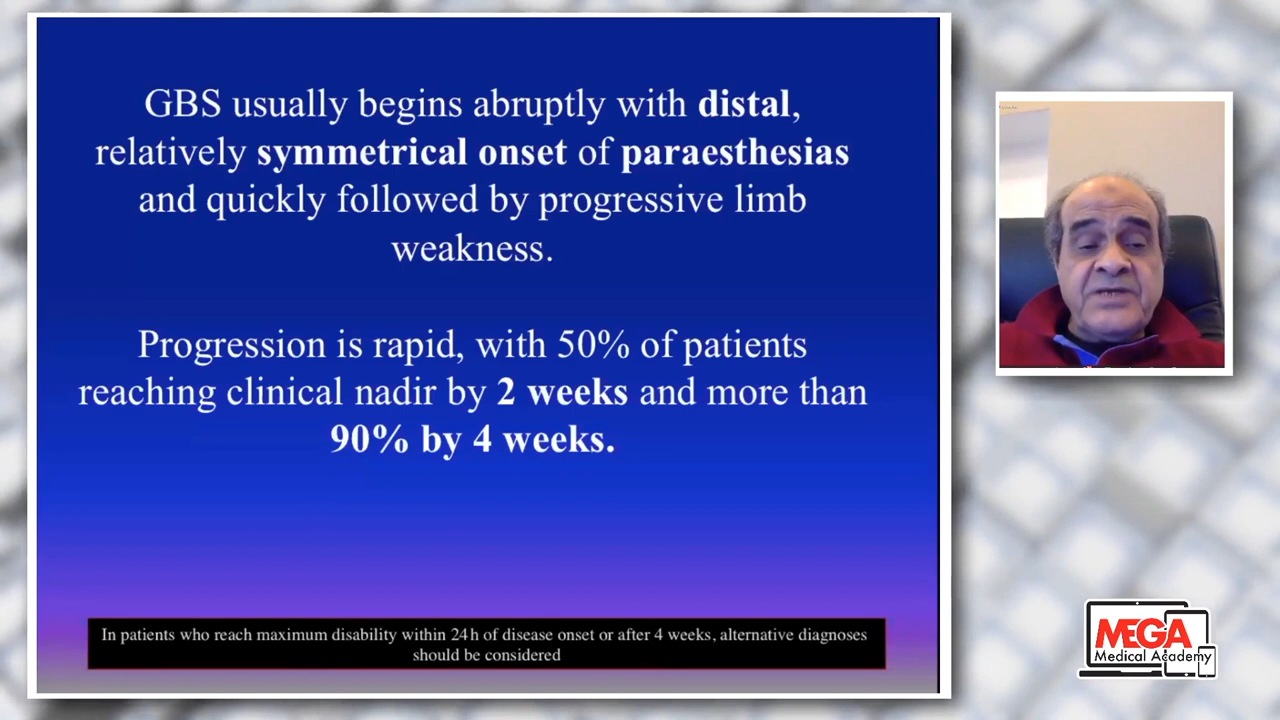 GBS usually begins abruptly with distal,
relatively symmetrical onset of paraesthesias
and quickly followed by progressive limb
weakness.
Progression is rapid, with 50% of patients
reaching clinical nadir by 2 weeks and more than
90% by 4 weeks.
In patients who reach maximum disability within 24h of disease onset or after 4 weeks, alternative diagnoses
should be considered
MEGA
Medical Academy